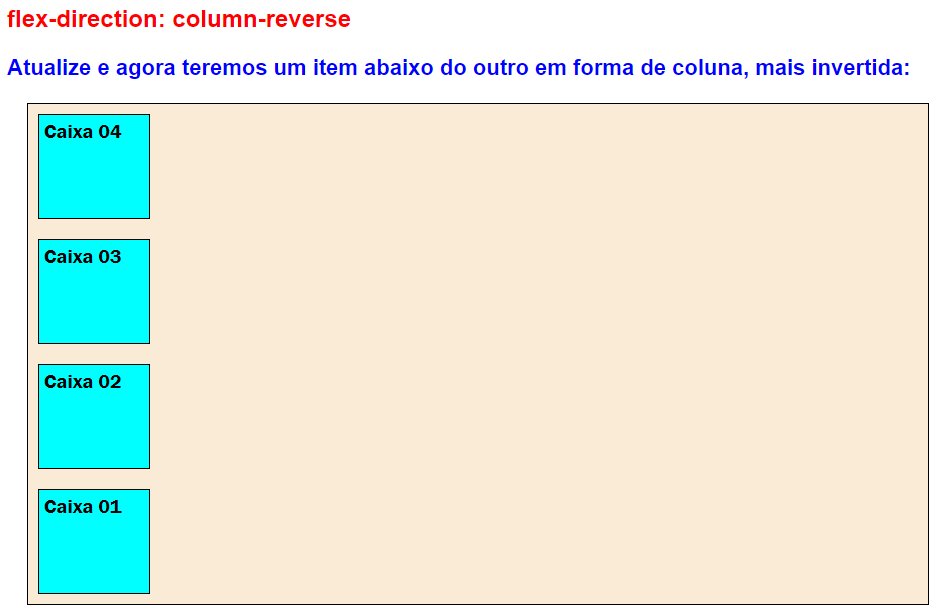 flex-direction: column-reverse
Atualize e agora teremos um item abaixo do outro em forma de coluna, mais invertida:
Caixa 04
Caixa 03
Caixa 02
Caixa 01